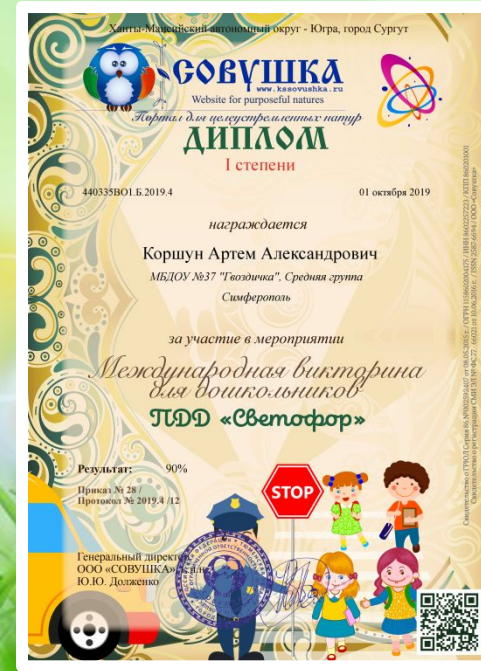 Ханты-Мансийский автономный округ - Югра, город Сургут
СОВУШКА
www.kssovushka.ru
Website for purposeful natures
Портал для целеустремленных натур
ДИПЛОМ
I степени
440335ВО1.Б.2019.4
01 октября 2019
награждается
Коршун Артем Александрович
МБДОУ №37 "Гвоздичка", Средняя группа
Симферополь
за участие в мероприятии
Международная викторина
для дошкольников
ПДД «Светофор»
Результат: 90%
Приказ № 28 /
Протокол № 2019.4 /12
STOP
Генеральный директор
ООО «СОВУШКА»,
Ю.Ю. Долженко